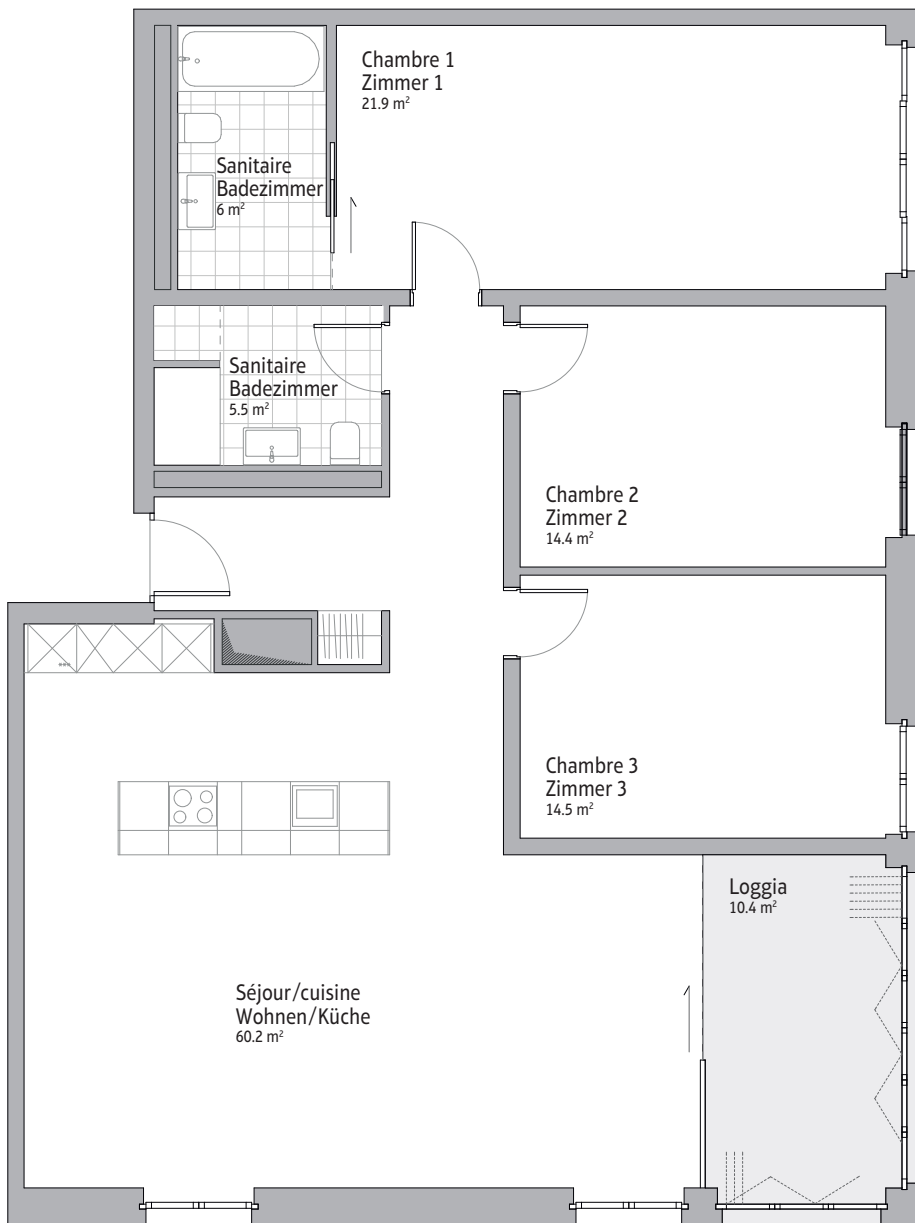 Chambre 1
Zimmer 1
21.9 m²
Sanitaire
Badezimmer
6 m²
Sanitaire
Badezimmer
5.5 m²
Chambre 2
Zimmer 2
14.4 m²
Chambre 3
Zimmer 3
14.5 m²
Loggia
10.4 m²
Séjour/cuisine
Wohnen/Küche
60.2 m²